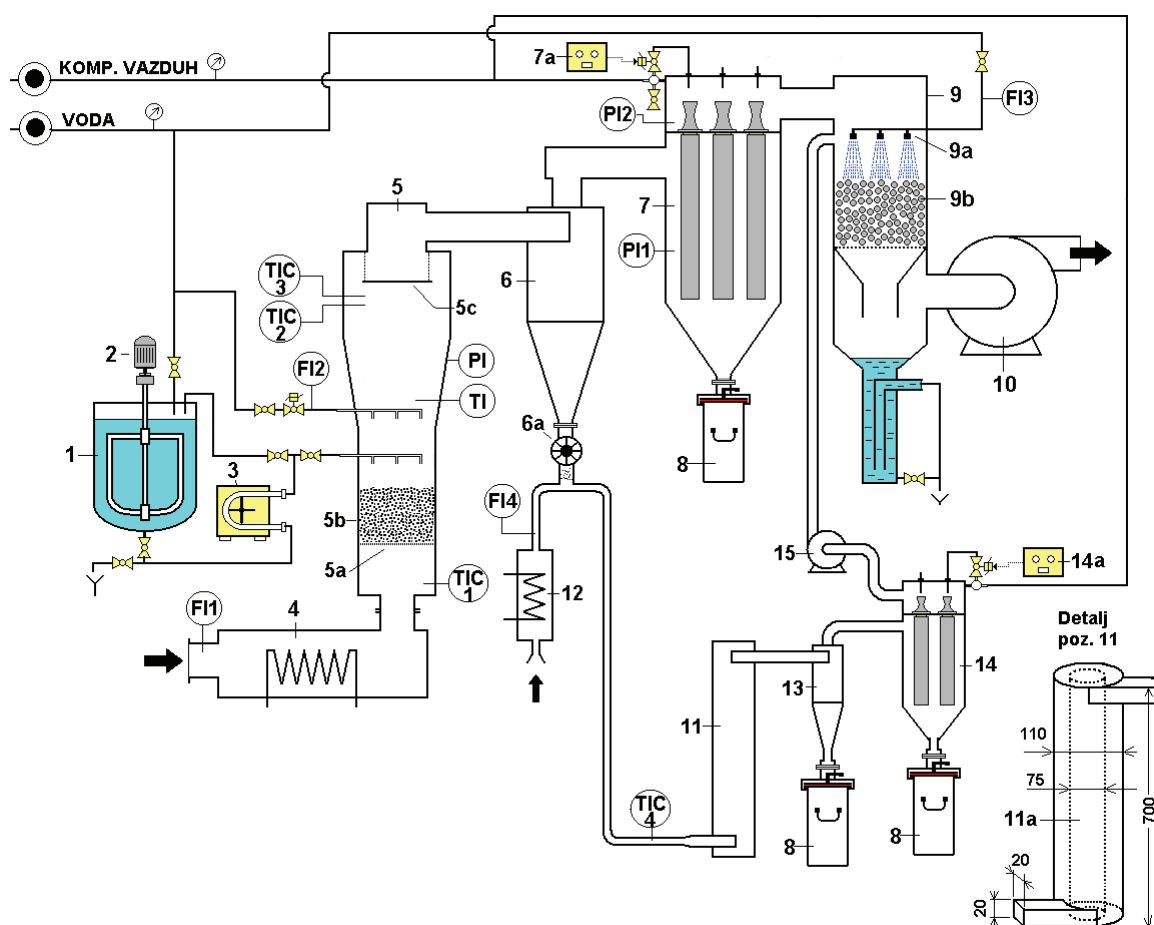 KOMP. VAZDUH
VODA
7a
PI2
9
FI3
9a
9b
7
PI1
5
6
TIC
3
TIC
2
5c
PI
TI
2
FI2
6a
8
10
1
3
5b
5a
FI4
TIC
1
12
15
14a
FI1
4
Detalj
poz. 11
13
14
11
110
75
700
11a
TIC
4
8
8
20
20